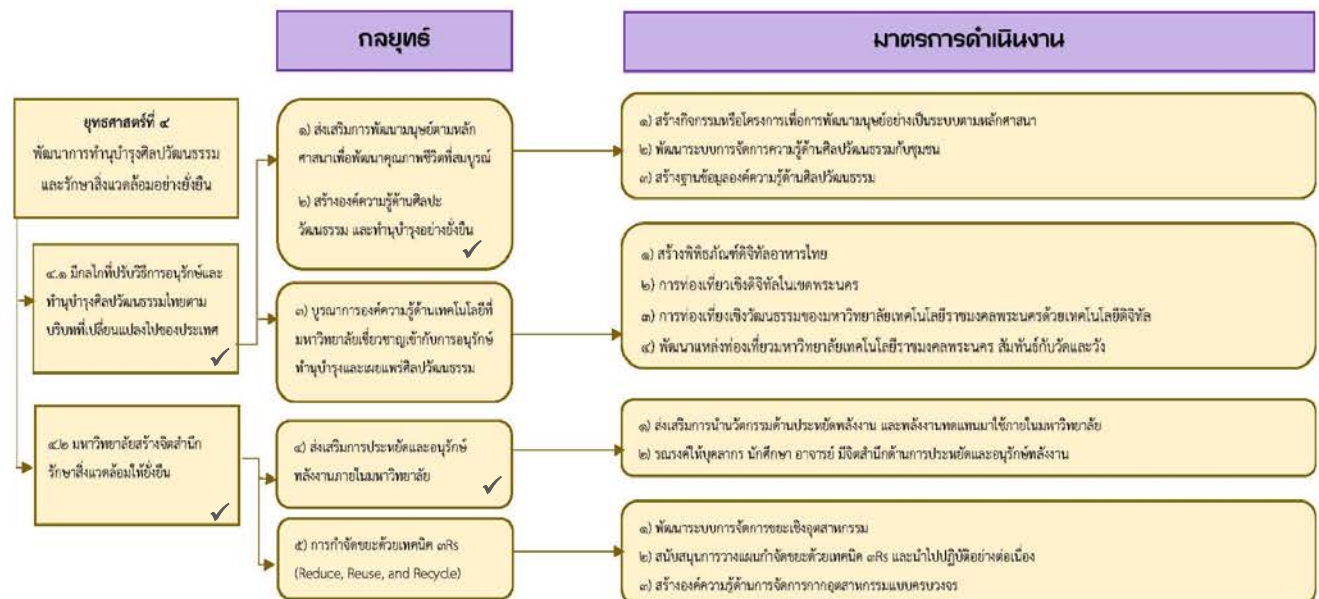 กลยุทธ์
มาตรการดำเนินงาน
ยุทธศาสตร์ที่ ๔
พัฒนาการทำนุบำรุงศิลปวัฒนธรรม
และรักษาสิ่งแวดล้อมอย่างยั่งยืน
๔.๑ มีกลไกที่ปรับวิธีการอนุรักษ์และ
ทำนุบำรุงศิลปวัฒนธรรมไทยตาม
บริบทที่เปลี่ยนแปลงไปของประเทศ
✓
๔.๒ มหาวิทยาลัยสร้างจิตสำนึก
รักษาสิ่งแวดล้อมให้ยั่งยืน
✓
๑) ส่งเสริมการพัฒนามนุษย์ตามหลัก
ศาสนาเพื่อพัฒนาคุณภาพชีวิตที่สมบูรณ์
๒) สร้างองค์ความรู้ด้านศิลปะ
วัฒนธรรม และทำนุบำรุงอย่างยั่งยืน
✓
๓) บูรณาการองค์ความรู้ด้านเทคโนโลยีที่
มหาวิทยาลัยเชี่ยวชาญเข้ากับการอนุรักษ์
ทำนุบำรุงและเผยแพร่ศิลปวัฒนธรรม
๔) ส่งเสริมการประหยัดและอนุรักษ์
พลังงานภายในมหาวิทยาลัย
✓
๕) การกำจัดขยะด้วยเทคนิค ๓Rs
(Reduce, Reuse, and Recycle)
๑) สร้างกิจกรรมหรือโครงการเพื่อการพัฒนามนุษย์อย่างเป็นระบบตามหลักศาสนา
๒) พัฒนาระบบการจัดการความรู้ด้านศิลปวัฒนธรรมกับชุมชน
๓) สร้างฐานข้อมูลองค์ความรู้ด้านศิลปวัฒนธรรม
๑) สร้างพิพิธภัณฑ์ดิจิทัลอาหารไทย
๒) การท่องเที่ยวเชิงดิจิทัลในเขตพระนคร
๓) การท่องเที่ยงเชิงวัฒนธรรมของมหาวิทยาลัยเทคโนโลยีราชมงคลพระนครด้วยเทคโนโลยีดิจิทัล
๔) พัฒนาแหล่งท่องเที่ยวมหาวิทยาลัยเทคโนโลยีราชมงคลพระนคร สัมพันธ์กับวัดและวัง
๑) ส่งเสริมการนำนวัตกรรมด้านประหยัดพลังงาน และพลังงานทดแทนมาใช้ภายในมหาวิทยาลัย
๒) รณรงค์ให้บุคลากร นักศึกษา อาจารย์ มีจิตสำนึกด้านการประหยัดและอนุรักษ์พลังงาน
๑) พัฒนาระบบการจัดการขยะเชิงอุตสาหกรรม
๒) สนับสนุนการวางแผนกำจัดขยะด้วยเทคนิค ๓Rs และนำไปปฏิบัติอย่างต่อเนื่อง
๓) สร้างองค์ความรู้ด้านการจัดการกากอุตสาหกรรมแบบครบวงจร